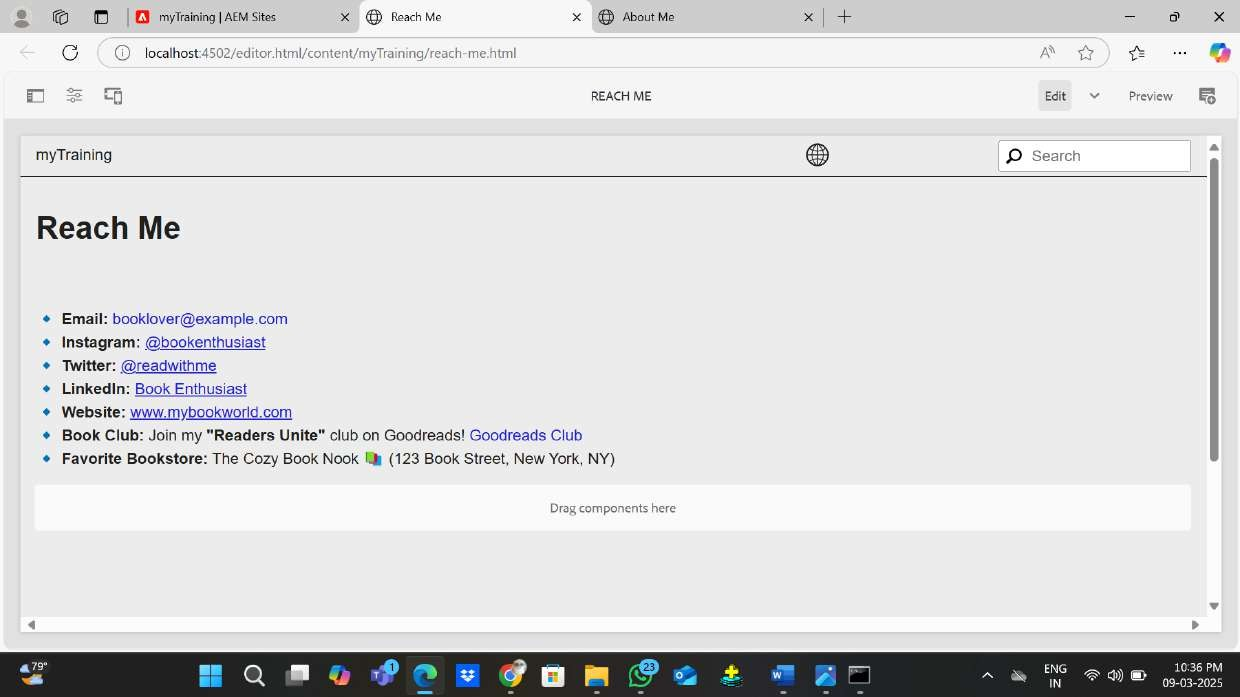 myTraining | AEM Sites
Reach Me
About Me
localhost:4502/editor.html/content/myTraining/reach-me.html
REACH ME
Edit
Preview
myTraining
Search
Reach Me
Email: booklover@example.com
Instagram: @bookenthusiast
Twitter: @readwithme
LinkedIn: Book Enthusiast
Website: www.mybookworld.com
Book Club: Join my "Readers Unite" club on Goodreads! Goodreads Club
Favorite Bookstore: The Cozy Book Nook 📚 (123 Book Street, New York, NY)
Drag components here
79°
1
23
ENG
IN
10:36 PM
09-03-2025